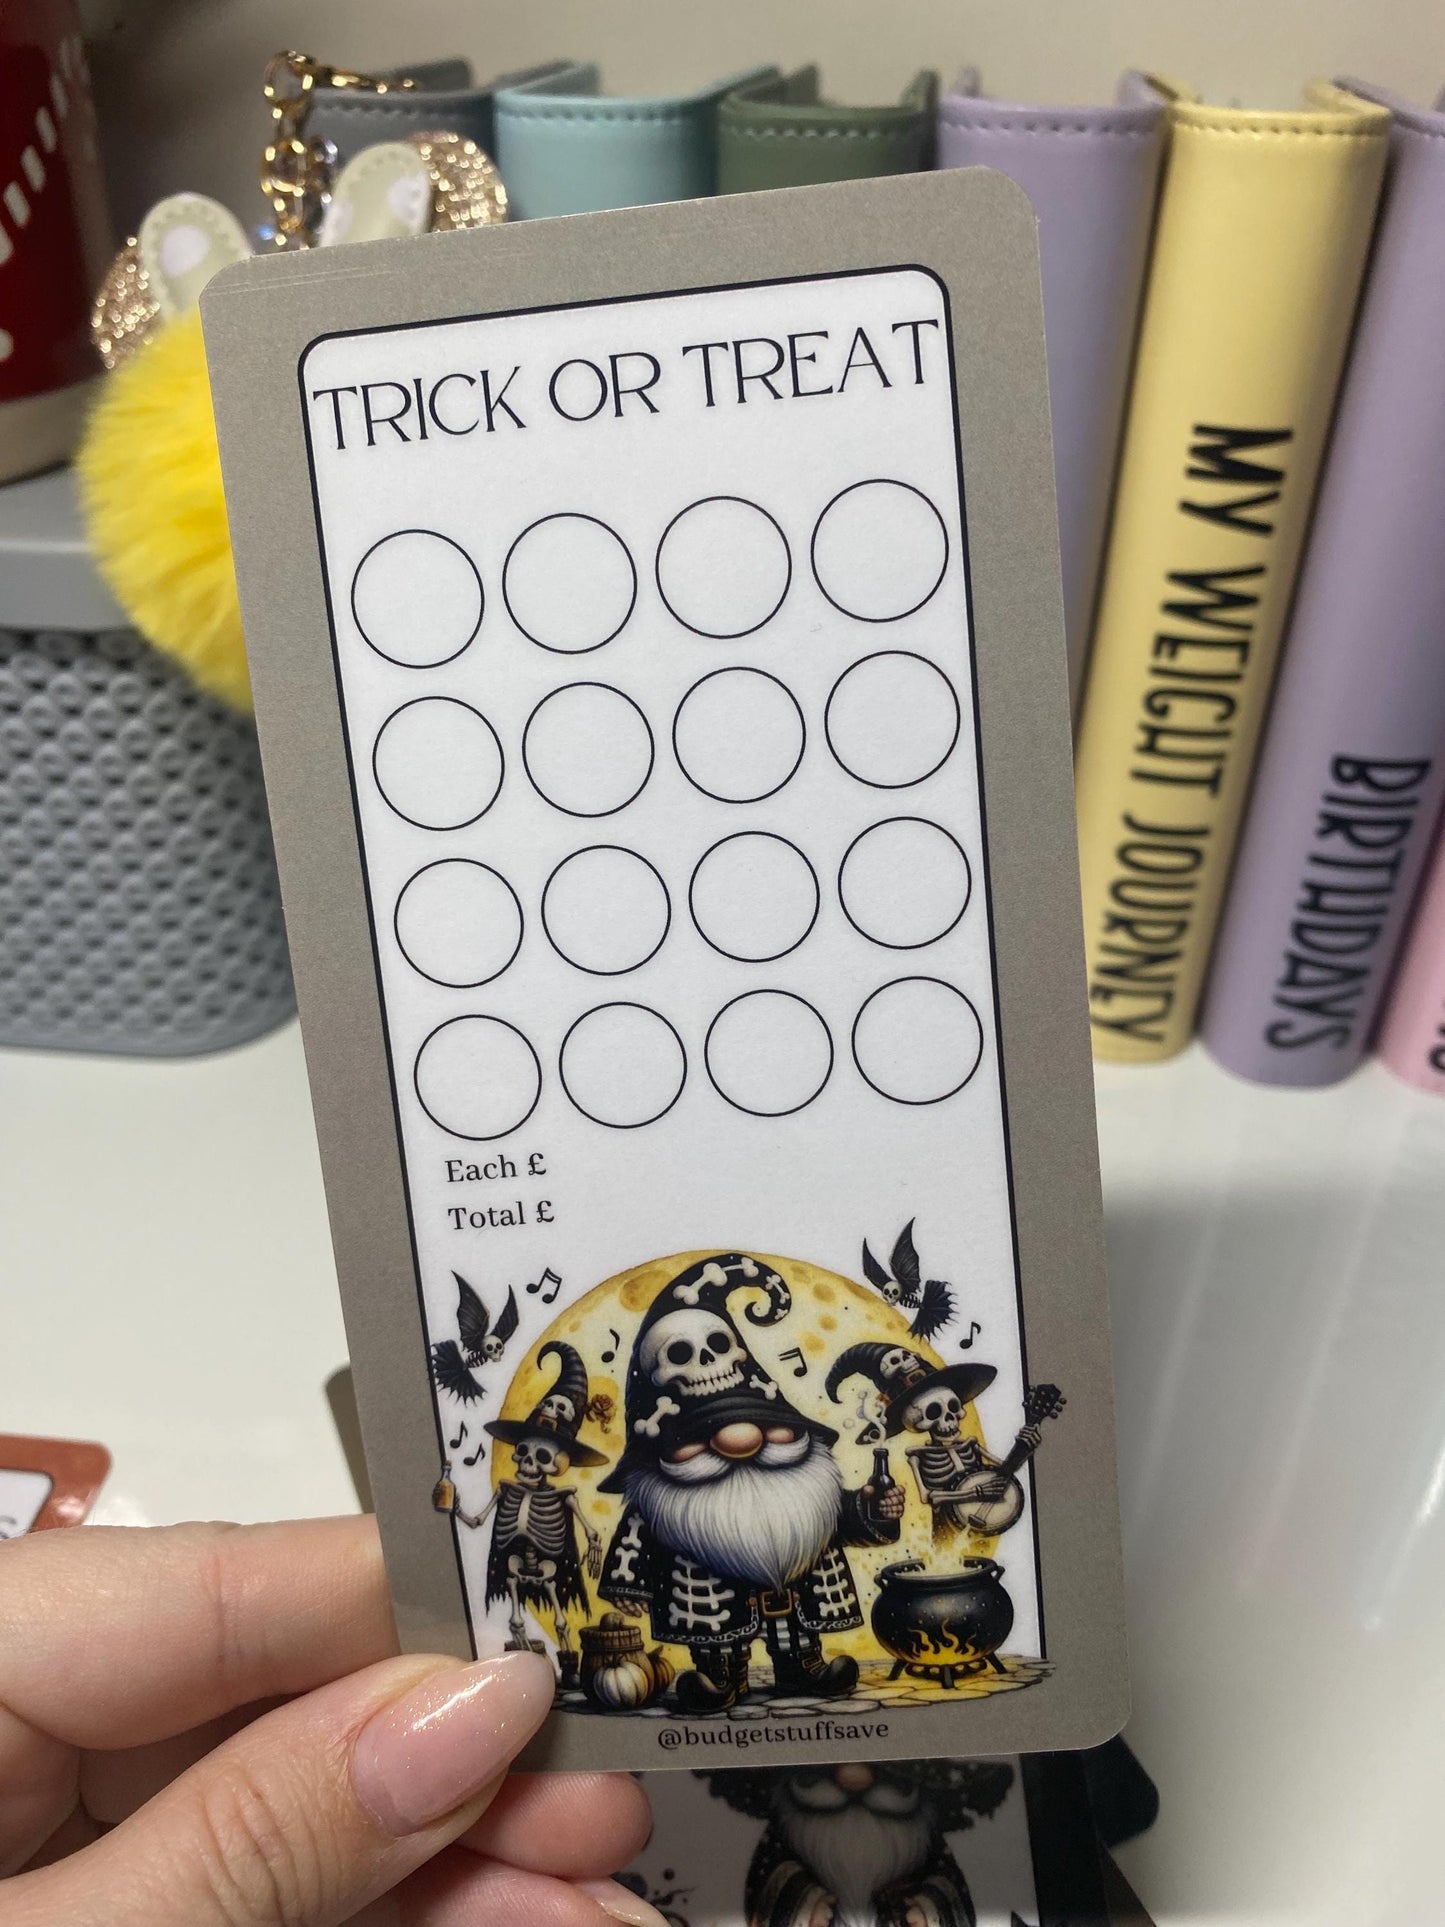 TRICK OR TREAT
Each £
Total £
@budgetstuffsave
MY WEIGHT JOURNEY
BIRTHDAYS